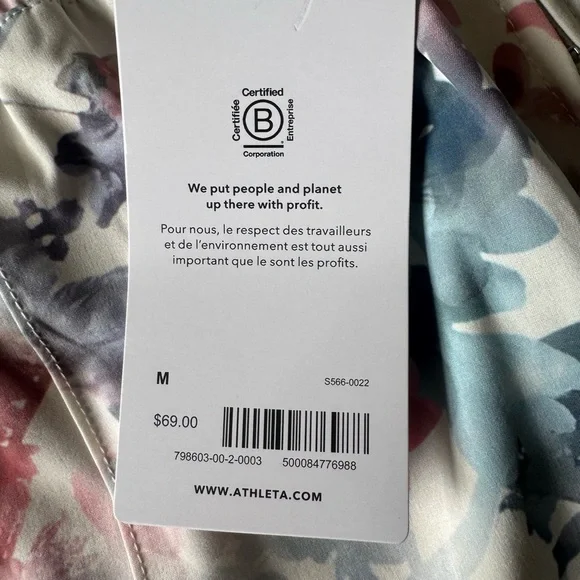 Certified
Certifiée
B
Entreprise
Corporation
We put people and planet
up there with profit.
Pour nous, le respect des travailleurs
et de l'environnement est tout aussi
important que le sont les profits.
M
S566-0022
$69.00
798603-00-2-0003 500084776988
WWW.ATHLETA.COM